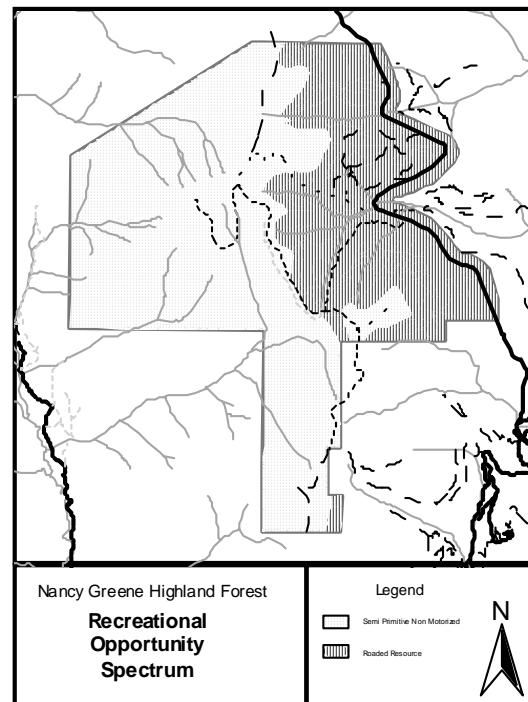 Nancy Greene Highland Forest
Recreational
Opportunity
Spectrum
Legend
Semi Primitive Non Motorized
Roaded Resource
N